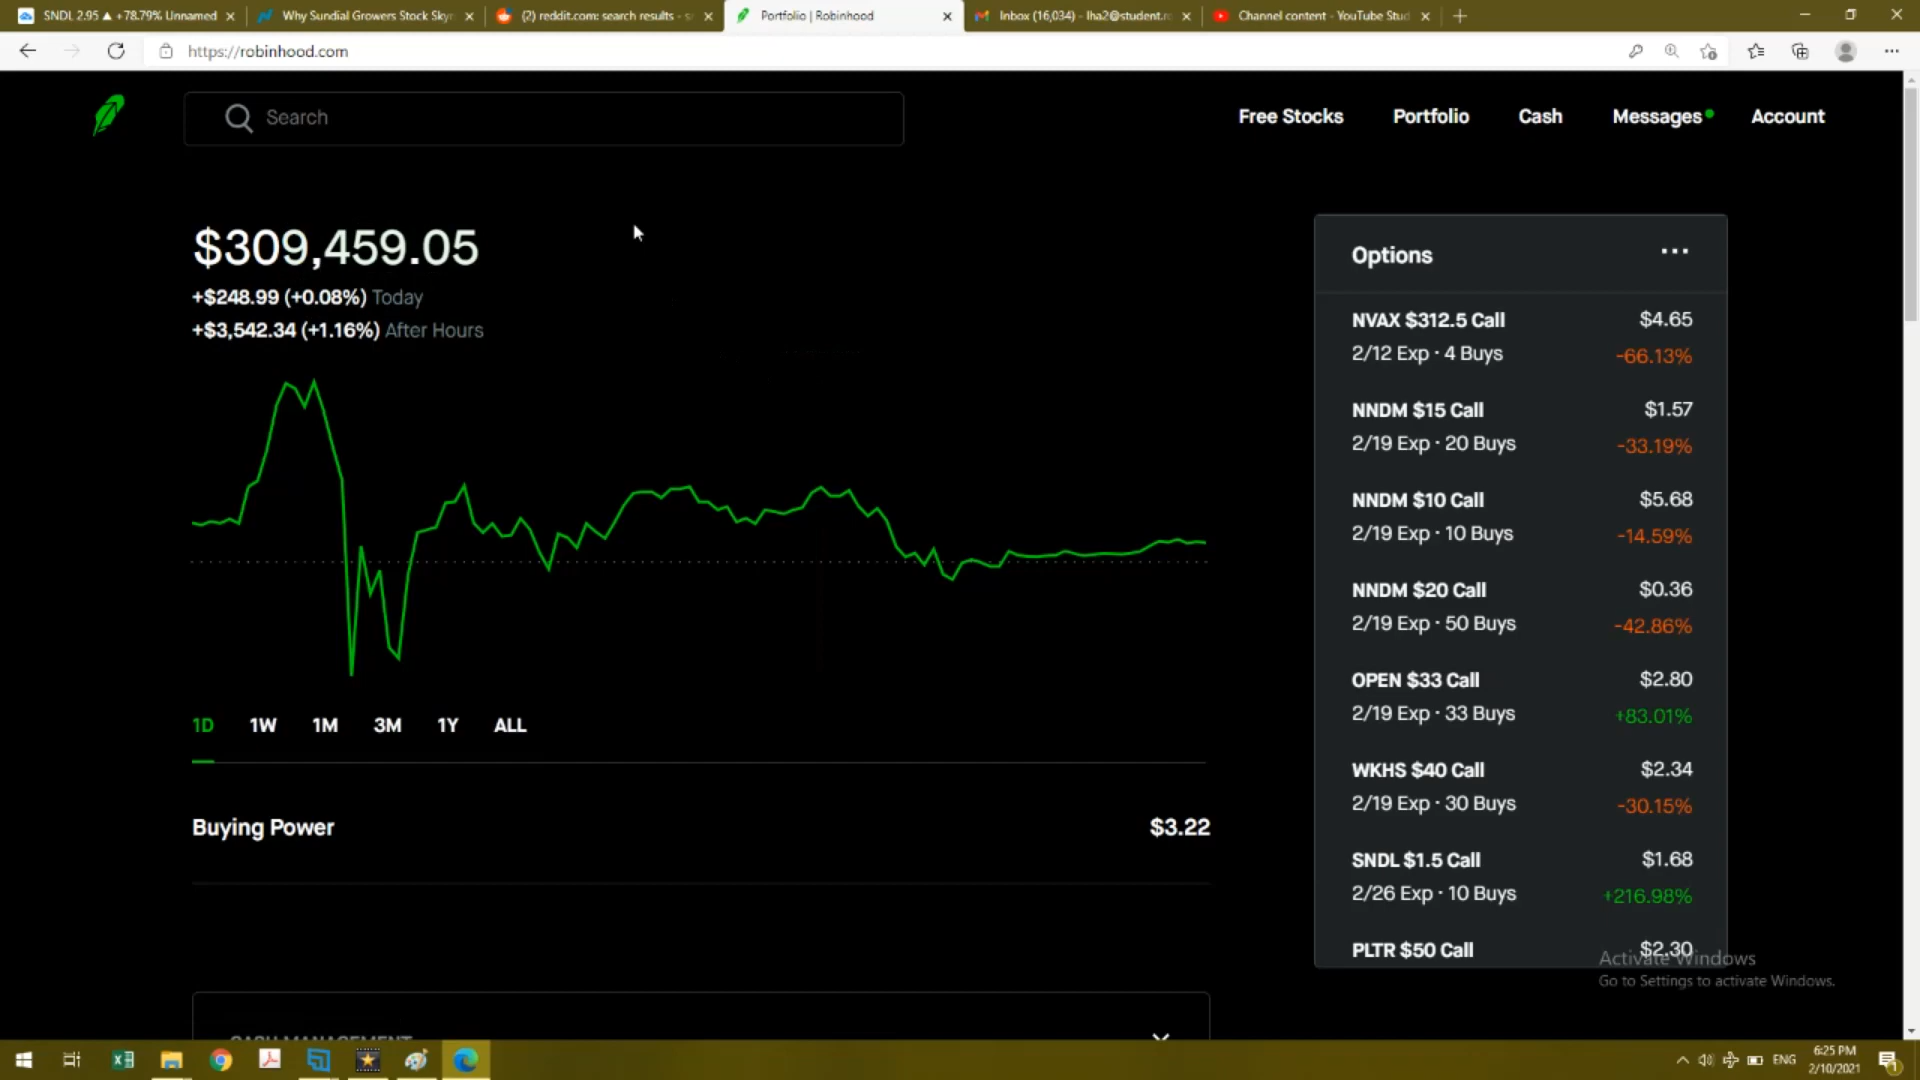 SNDL 2.95 ▲ +78.79% Unnamed
Why Sundial Growers Stock Sky
(2) reddit.com: search results - s
Portfolio | Robinhood
Inbox (16,034) - lha2@student.
Channel content - YouTube Stud
https://robinhood.com
Search
Free Stocks
Portfolio
Cash
Messages
Account
$309,459.05
+$248.99 (+0.08%) Today
+$3,542.34 (+1.16%) After Hours
1D
1W
1M
3M
1Y
ALL
Buying Power
$3.22
CASH MANAGEMENT
Options
NVAX $312.5 Call
$4.65
2/12 Exp · 4 Buys
-66.13%
NNDM $15 Call
$1.57
2/19 Exp · 20 Buys
-33.19%
NNDM $10 Call
$5.68
2/19 Exp · 10 Buys
-14.59%
NNDM $20 Call
$0.36
2/19 Exp · 50 Buys
-42.86%
OPEN $33 Call
$2.80
2/19 Exp · 33 Buys
+83.01%
WKHS $40 Call
$2.34
2/19 Exp · 30 Buys
-30.15%
SNDL $1.5 Call
$1.68
2/26 Exp · 10 Buys
+216.98%
PLTR $50 Call
$2.30
Activate Windows
Go to Settings to activate Windows.
ENG
6:25 PM
2/10/2021
1